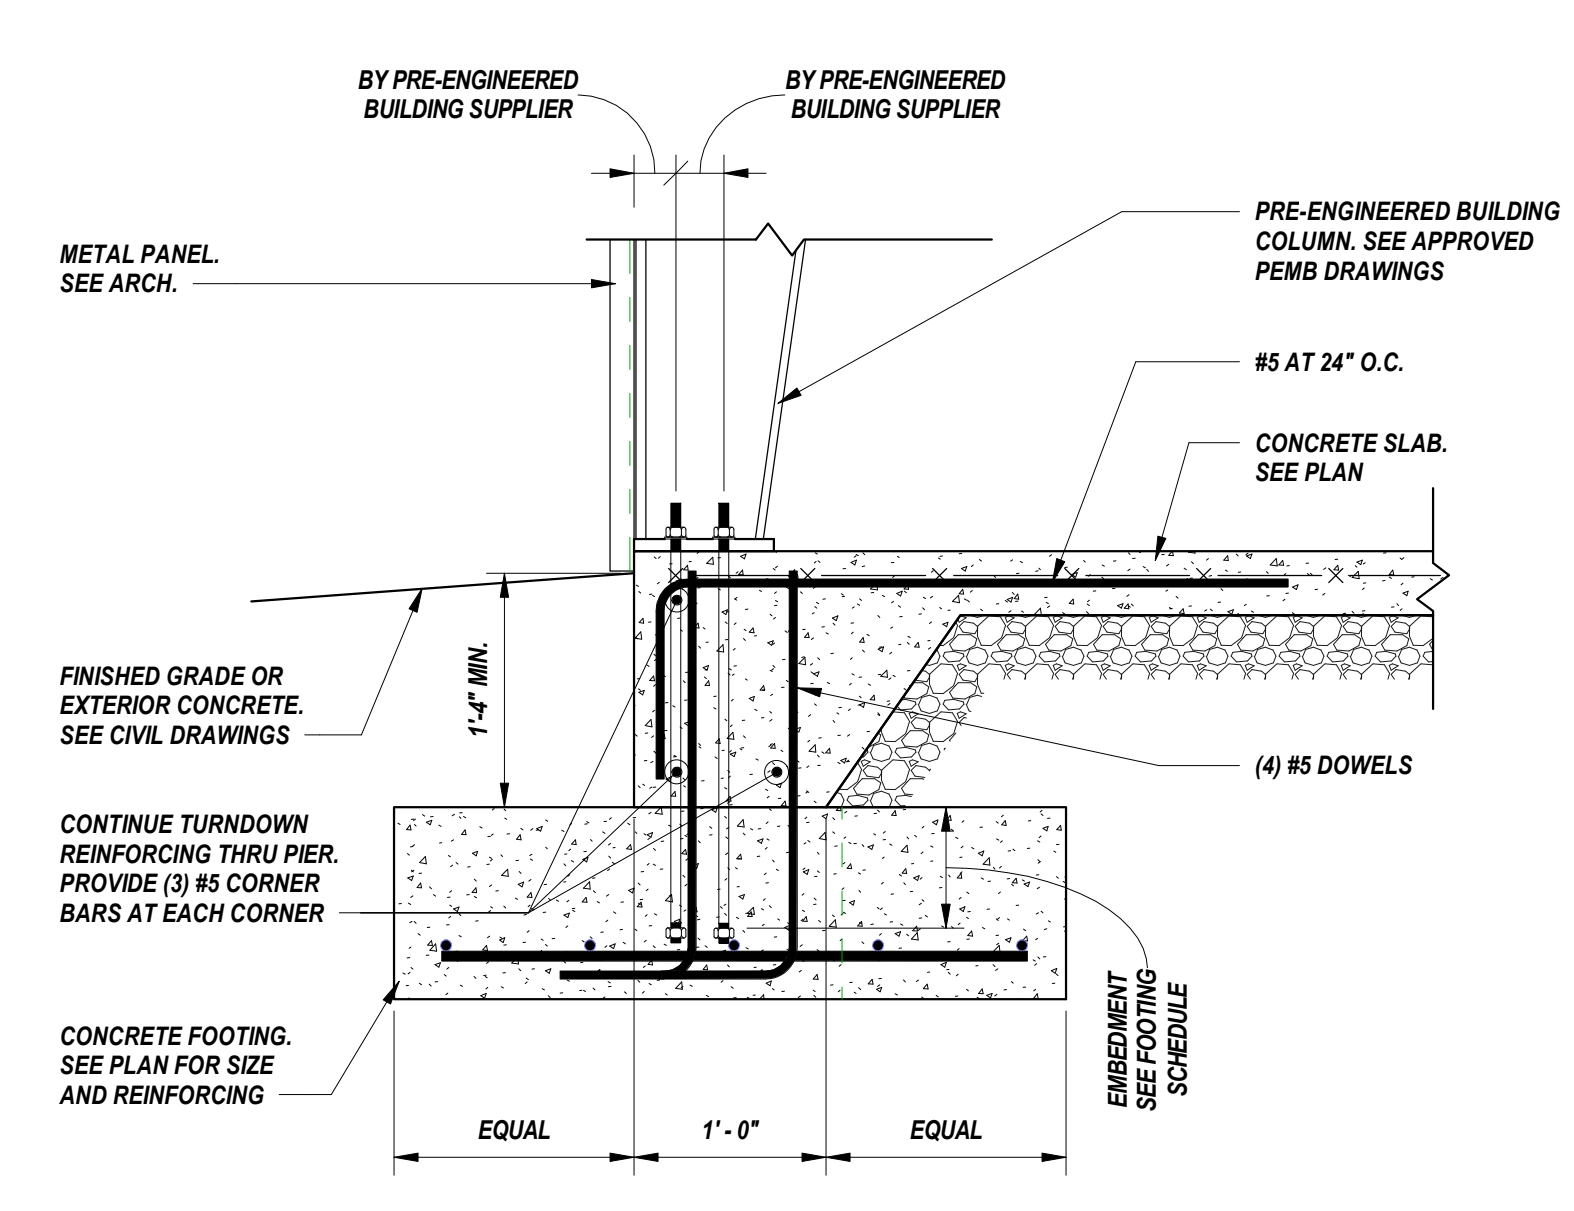 BY PRE-ENGINEERED
BUILDING SUPPLIER
BY PRE-ENGINEERED
BUILDING SUPPLIER
METAL PANEL.
SEE ARCH.
PRE-ENGINEERED BUILDING
COLUMN. SEE APPROVED
PEMB DRAWINGS
#5 AT 24" O.C.
CONCRETE SLAB.
SEE PLAN
FINISHED GRADE OR
EXTERIOR CONCRETE.
SEE CIVIL DRAWINGS
1'-4" MIN.
(4) #5 DOWELS
CONTINUE TURNDOWN
REINFORCING THRU PIER.
PROVIDE (3) #5 CORNER
BARS AT EACH CORNER
CONCRETE FOOTING.
SEE PLAN FOR SIZE
AND REINFORCING
EMBEDMENT
SEE FOOTING
SCHEDULE
EQUAL
1' - 0"
EQUAL